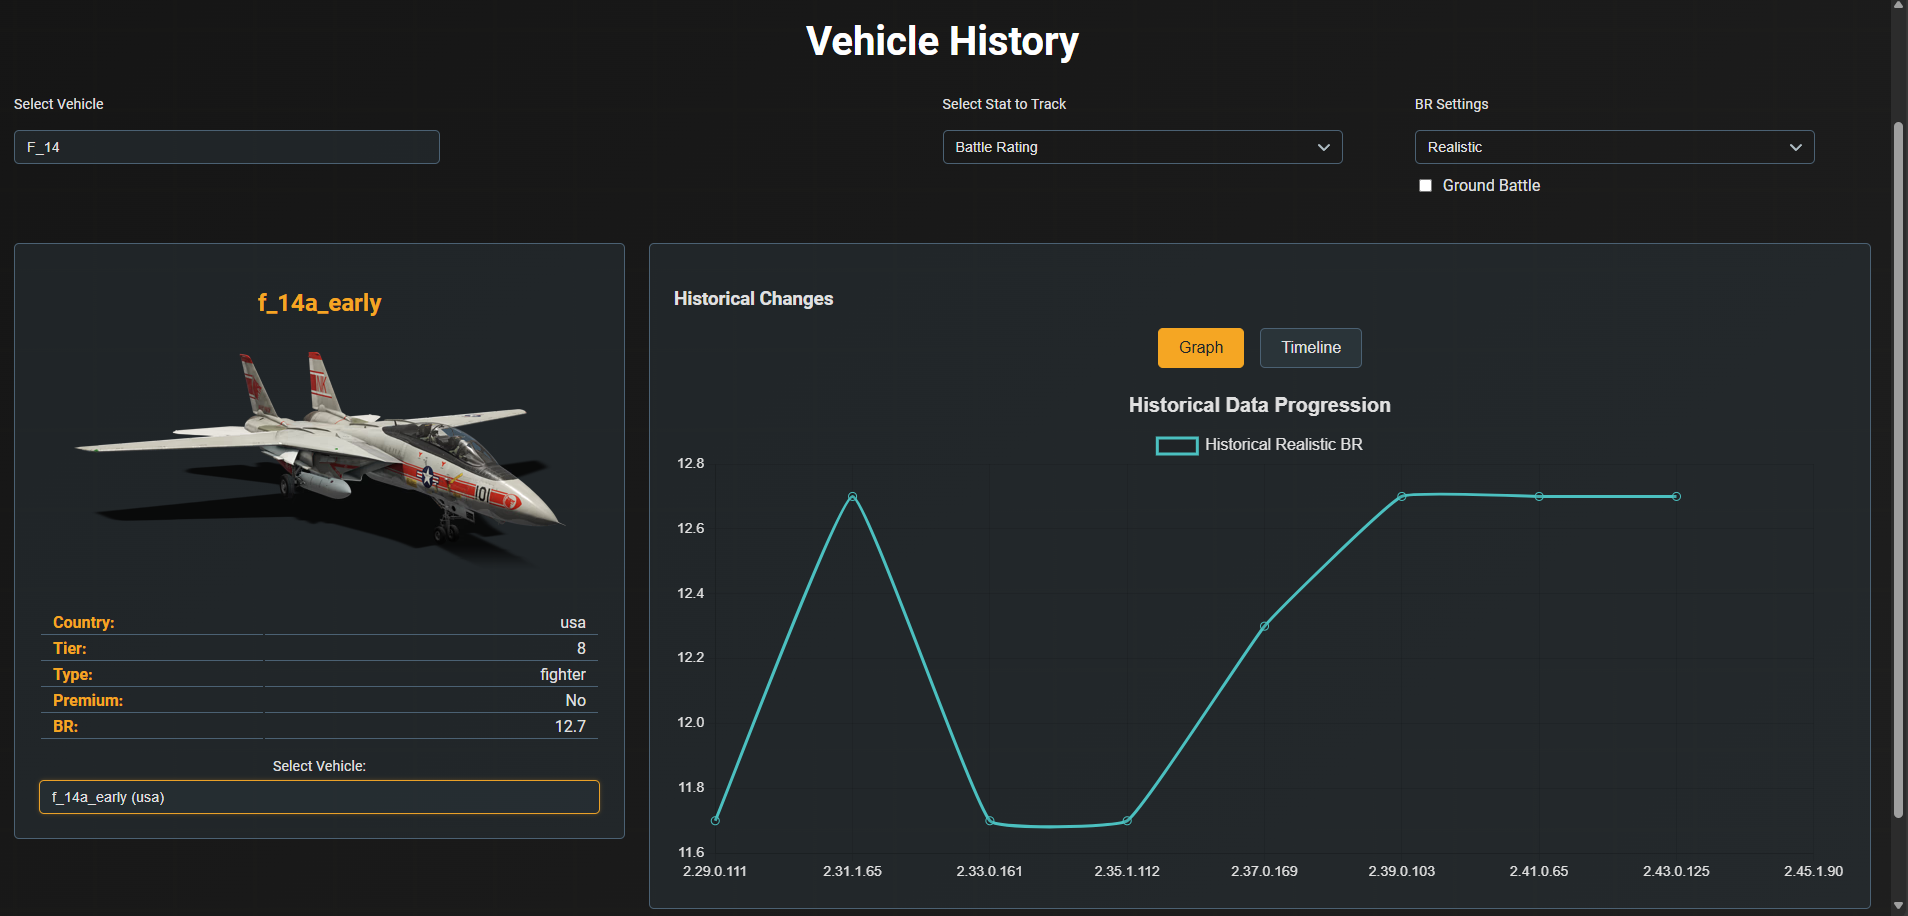 Vehicle History
Select Vehicle
Select Stat to Track
BR Settings
F_14
Battle Rating
Realistic
Ground Battle
f_14a_early
NK
101
Country: usa
Tier: 8
Type: fighter
Premium: No
BR: 12.7
Select Vehicle:
f_14a_early (usa)
Historical Changes
Graph
Timeline
Historical Data Progression
Historical Realistic BR
12.8
12.6
12.4
12.2
12.0
11.8
11.6
2.29.0.111
2.31.1.65
2.33.0.161
2.35.1.112
2.37.0.169
2.39.0.103
2.41.0.65
2.43.0.125
2.45.1.90